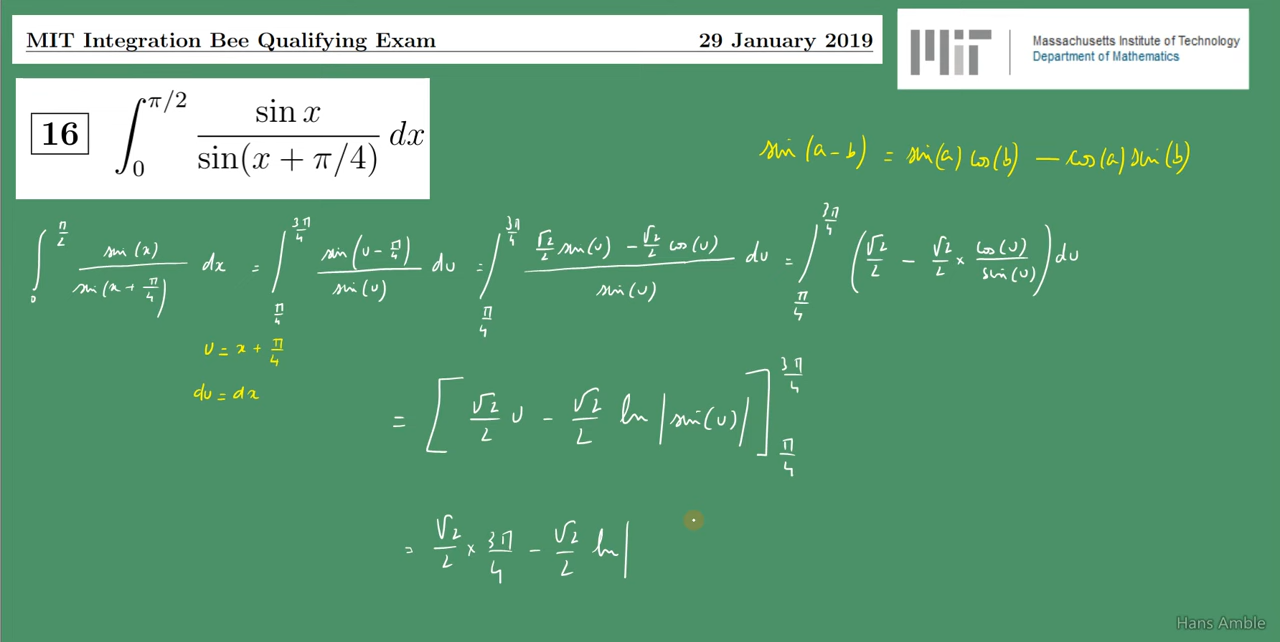 MIT Integration Bee Qualifying Exam 29 January 2019
Massachusetts Institute of Technology
Department of Mathematics
16 ∫_0^{π/2} sin x / sin(x + π/4) dx
sin(a-b) = sin(a) cos(b) - cos(a) sin(b)
∫_0^{π/2} sin(x) / sin(x + π/4) dx = ∫_{π/4}^{3π/4} sin(u - π/4) / sin(u) du = ∫_{π/4}^{3π/4} (√2/2 sin(u) - √2/2 cos(u)) / sin(u) du = ∫_{π/4}^{3π/4} (√2/2 - √2/2 × cos(u)/sin(u)) du
u = x + π/4
du = dx
= [√2/2 u - √2/2 ln|sin(u)|]_{π/4}^{3π/4}
= √2/2 × 3π/4 - √2/2 ln|
Hans Amble